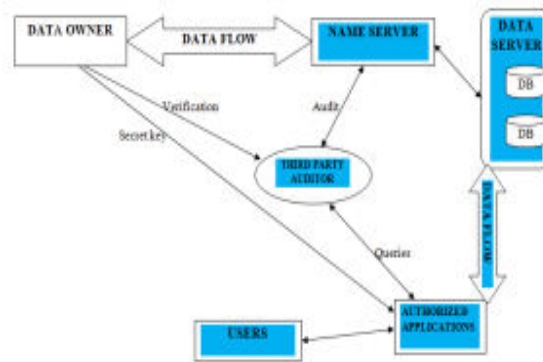 DATA OWNER
DATA FLOW
NAME SERVER
DATA
SERVER
DB
DB
Verification
Audit
Secret key
THIRD PARTY
AUDITOR
DATA FLOW
Queries
AUTHORIZED
APPLICATIONS
USERS